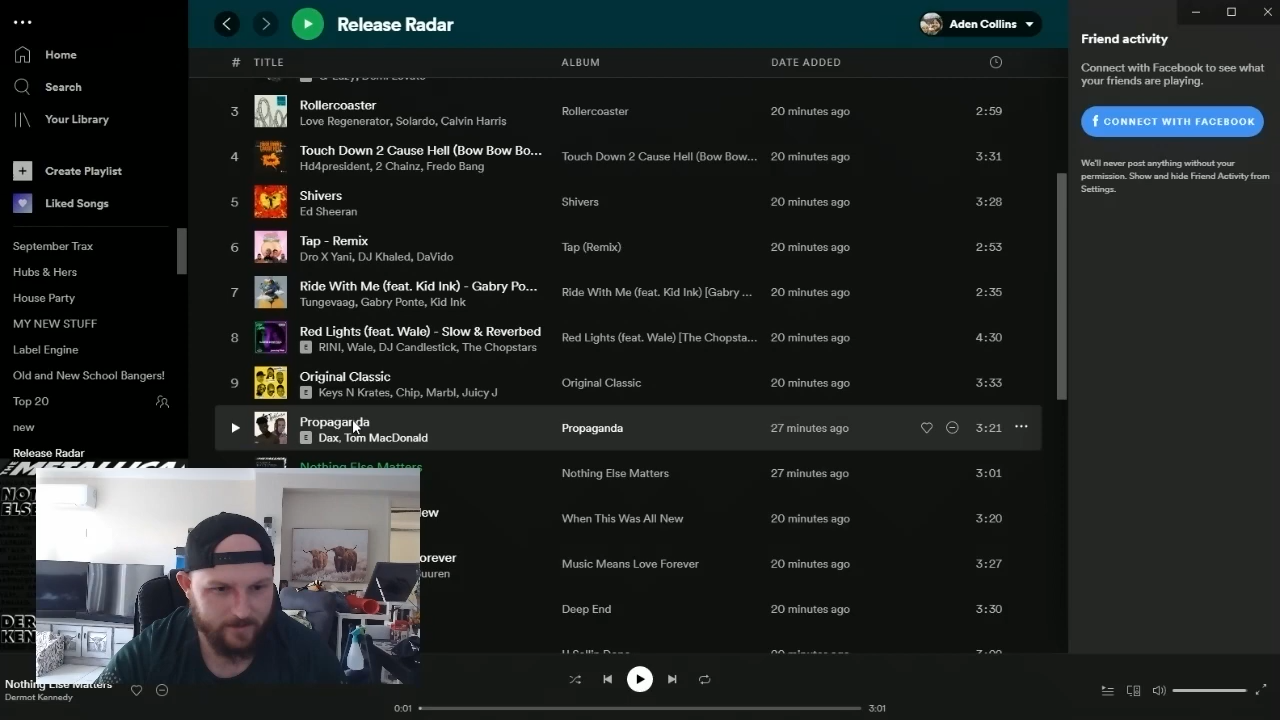 Release Radar
Aden Collins
Home
Search
Your Library
Create Playlist
Liked Songs
September Trax
Hubs & Hers
House Party
MY NEW STUFF
Label Engine
Old and New School Bangers!
Top 20
new
Release Radar
# TITLE ALBUM DATE ADDED
3 Rollercoaster Rollercoaster 20 minutes ago 2:59
Love Regenerator, Solardo, Calvin Harris
4 Touch Down 2 Cause Hell (Bow Bow Bo... Touch Down 2 Cause Hell (Bow Bow... 20 minutes ago 3:31
Hd4president, 2 Chainz, Fredo Bang
5 Shivers Shivers 20 minutes ago 3:28
Ed Sheeran
6 Tap - Remix Tap (Remix) 20 minutes ago 2:53
Dro X Yani, DJ Khaled, DaVido
7 Ride With Me (feat. Kid Ink) - Gabry Po... Ride With Me (feat. Kid Ink) [Gabry ... 20 minutes ago 2:35
Tungevaag, Gabry Ponte, Kid Ink
8 Red Lights (feat. Wale) - Slow & Reverbed Red Lights (feat. Wale) [The Chopsta... 20 minutes ago 4:30
E RINI, Wale, DJ Candlestick, The Chopstars
9 Original Classic Original Classic 20 minutes ago 3:33
E Keys N Krates, Chip, Marbl, Juicy J
Propaganda Propaganda 27 minutes ago 3:21
E Dax, Tom MacDonald
Nothing Else Matters Nothing Else Matters 27 minutes ago 3:01
ew When This Was All New 20 minutes ago 3:20
orever Music Means Love Forever 20 minutes ago 3:27
uuren
Deep End 20 minutes ago 3:30
Friend activity
Connect with Facebook to see what
your friends are playing.
f CONNECT WITH FACEBOOK
We'll never post anything without your
permission. Show and hide Friend Activity from
Settings.
METALLICA
NOT
ELSE
DER
KEN
Nothing Else Matters
Dermot Kennedy
0:01 3:01